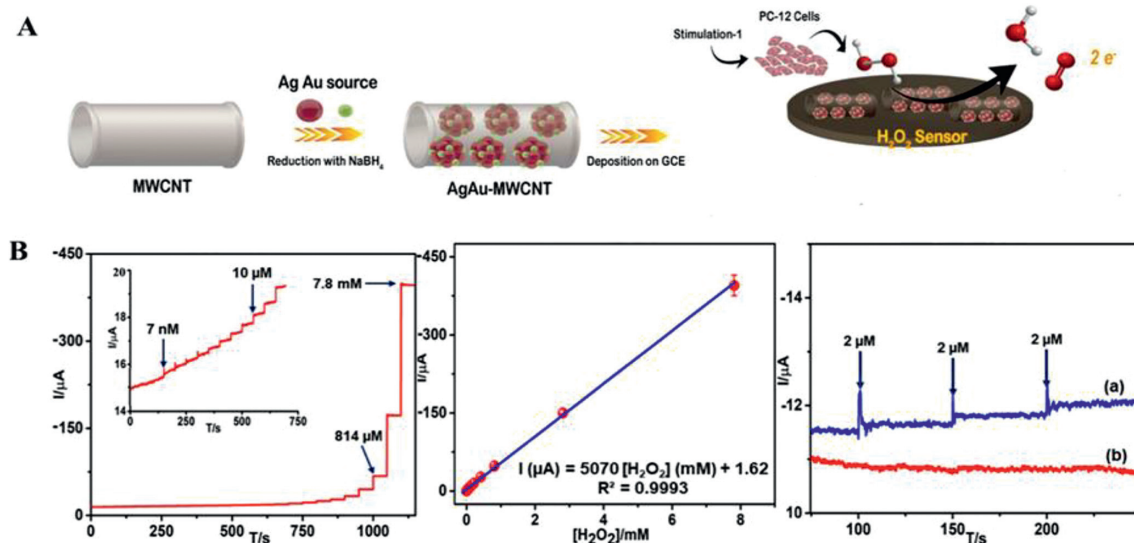 A
Stimulation-1
PC-12 Cells
2 e-
Ag Au source
Reduction with NaBH4
Deposition on GCE
H2O2 Sensor
MWCNT
AgAu-MWCNT
B
-450
-300
-150
0
I/µA
0
250
500
750
1000
T/s
20
18
16
14
I/µA
0
250
500
750
T/s
7 nM
10 µM
7.8 mM
814 µM
-450
-300
-150
0
I/µA
0
2
4
6
8
[H2O2]/mM
I (µA) = 5070 [H2O2] (mM) + 1.62
R² = 0.9993
-14
-12
10
I/µA
100
150
200
T/s
2 µM
2 µM
2 µM
(a)
(b)